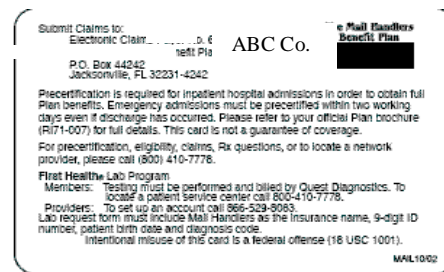 Submit Claims to:
Electronic Claim
The Mail Handlers
Benefit Plan
ABC Co.
nefit Pla
P.O. Box 44242
Jacksonville, FL 32231-4242
Precertification is required for inpatient hospital admissions in order to obtain full
Plan benefits. Emergency admissions must be precertified within two working
days even if discharge has occurred. Please refer to your official Plan brochure
(RI71-007) for full details. This card is not a guarantee of coverage.
For precertification, eligibility, claims, Rx questions, or to locate a network
provider, please call (800) 410-7778.
First Health® Lab Program
Members: Testing must be performed and billed by Quest Diagnostics. To
locate a patient service center call 800-410-7778.
Providers: To set up an account call 866-529-8083.
Lab request form must include Mail Handlers as the insurance name, 9-digit ID
number, patient birth date and diagnosis code.
Intentional misuse of this card is a federal offense (18 USC 1001).
MAIL10/02